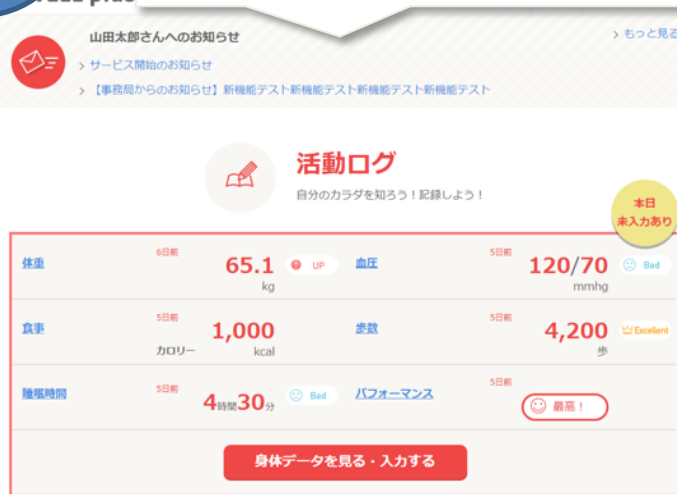 山田太郎さんへのお知らせ
> もっと見る
> サービス開始のお知らせ
> 【事務局からのお知らせ】新機能テスト新機能テスト新機能テスト新機能テスト
活動ログ
自分のカラダを知ろう！記録しよう！
本日
未入力あり
体重 6日前 65.1 kg UP
血圧 5日前 120/70 mmhg Bad
食事 5日前 カロリー 1,000 kcal
歩数 5日前 4,200 歩 Excellent
睡眠時間 5日前 4時間30分 Bad
パフォーマンス 5日前 最高！
身体データを見る・入力する